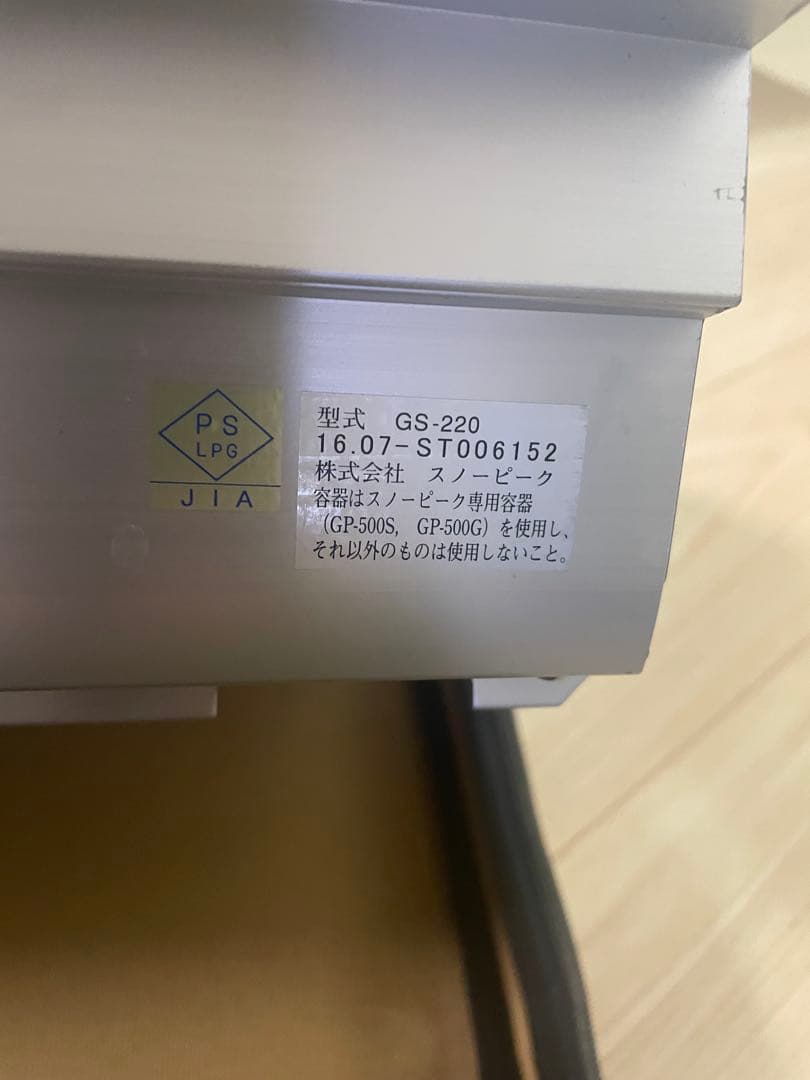 PS
LPG
JIA
型式 GS-220
16.07-ST006152
株式会社 スノーピーク
容器はスノーピーク専用容器
(GP-500S, GP-500G)を使用し、
それ以外のものは使用しないこと。